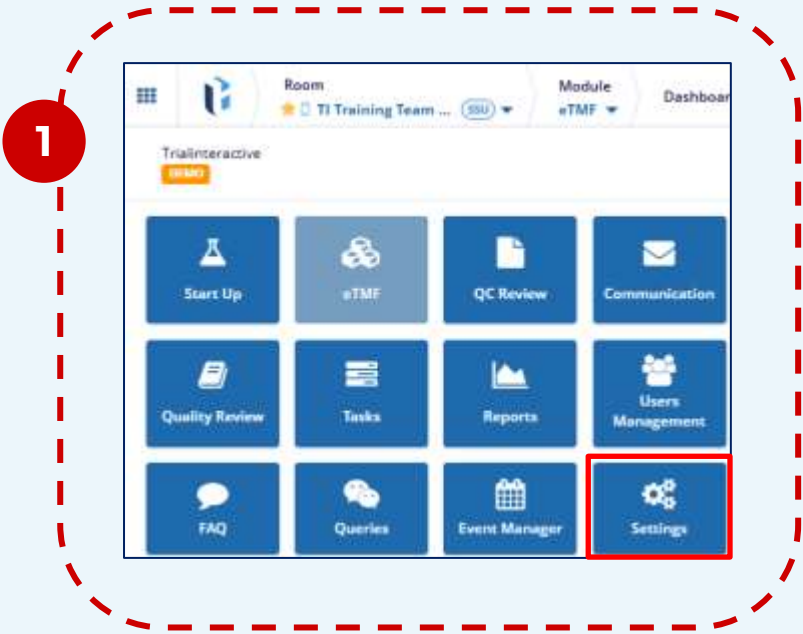 1
Room
TI Training Team ...
SSU
Module
eTMF
Dashboar
Trialinteractive
DEMO
Start Up
eTMF
QC Review
Communication
Quality Review
Tasks
Reports
Users
Management
FAQ
Queries
Event Manager
Settings